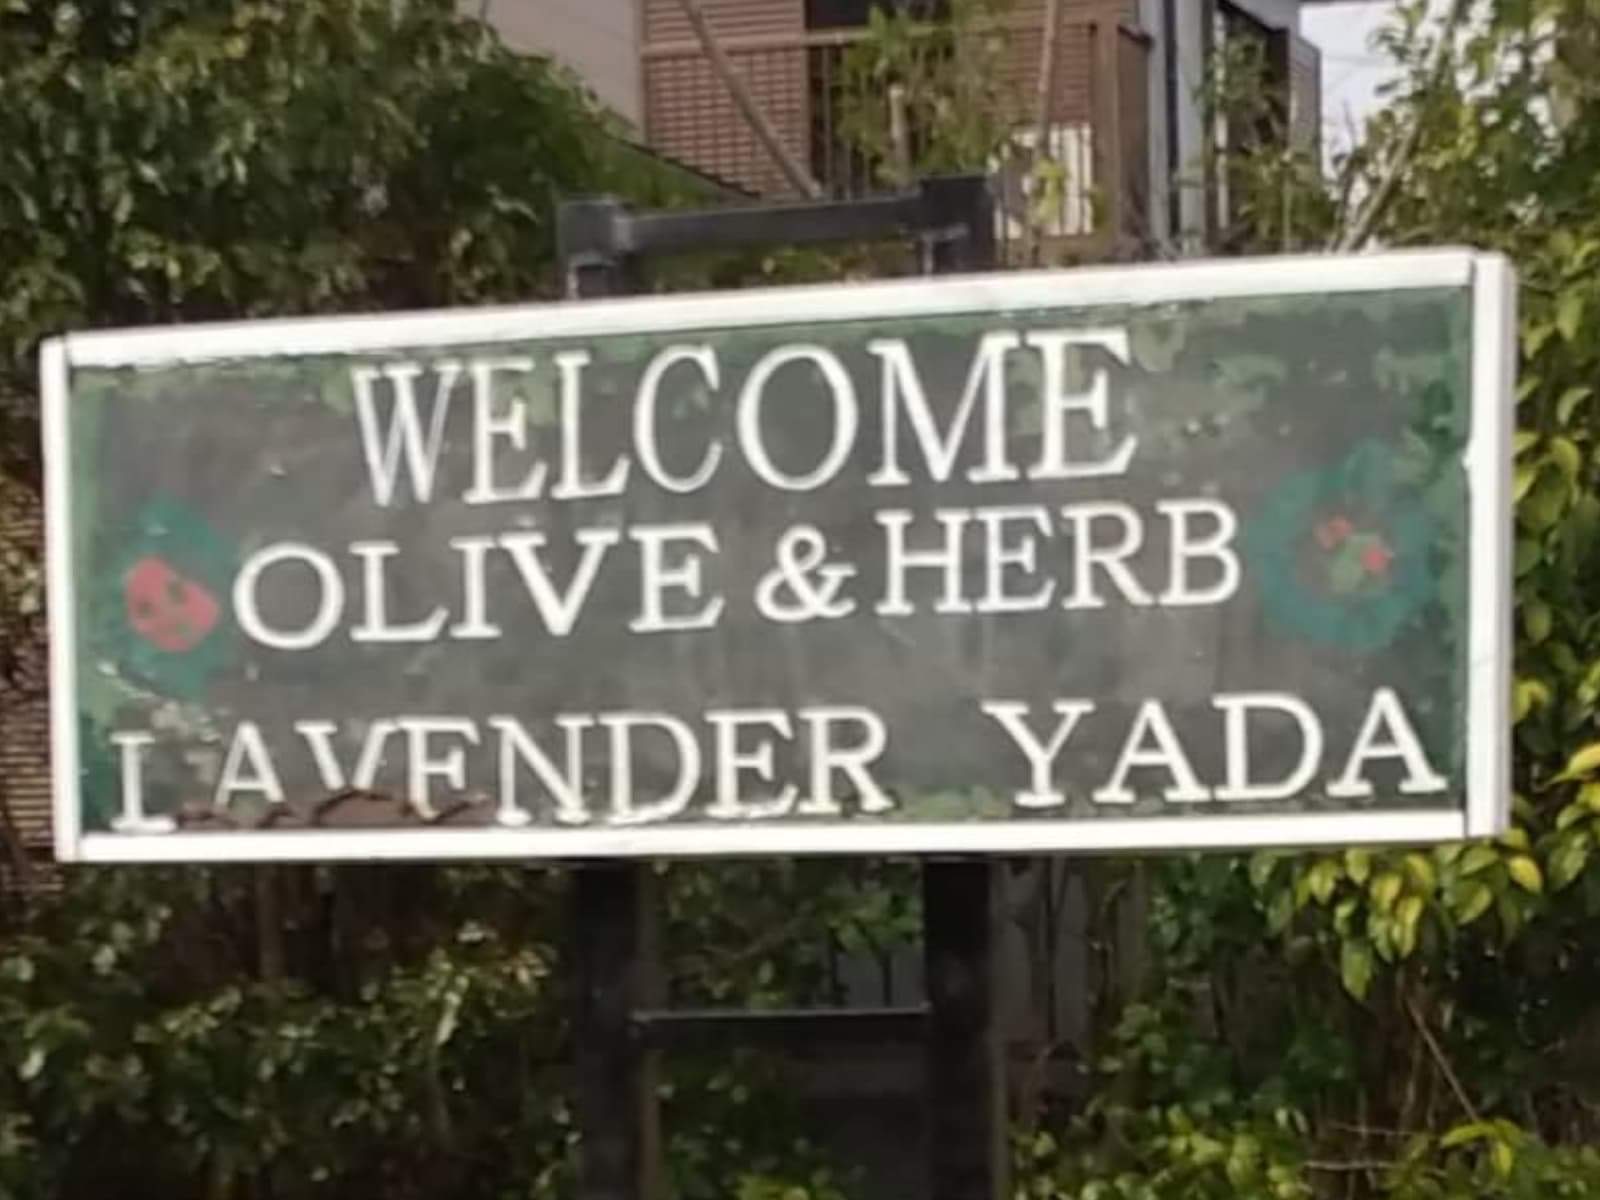 WELCOME
OLIVE & HERB
LAVENDER YADA